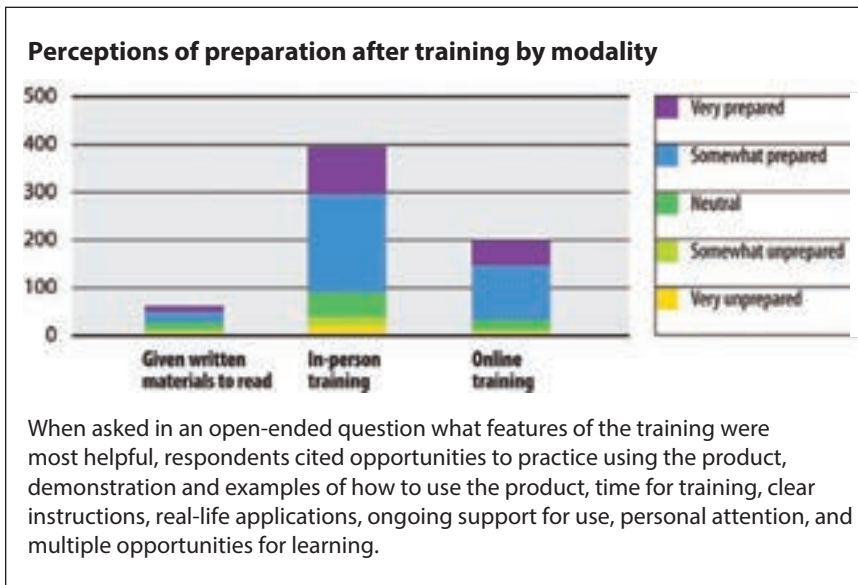 Perceptions of preparation after training by modality
500
400
300
200
100
0
Given written
materials to read
In-person
training
Online
training
Very prepared
Somewhat prepared
Neutral
Somewhat unprepared
Very unprepared
When asked in an open-ended question what features of the training were
most helpful, respondents cited opportunities to practice using the product,
demonstration and examples of how to use the product, time for training, clear
instructions, real-life applications, ongoing support for use, personal attention, and
multiple opportunities for learning.